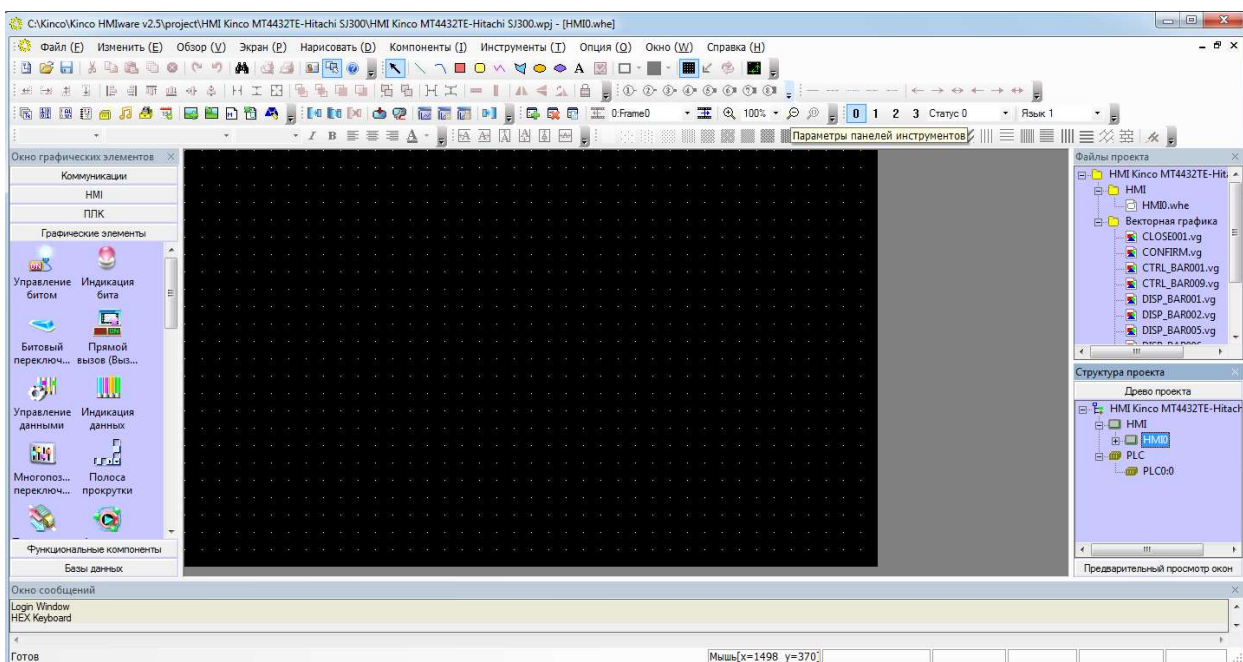 C:\Kinco\Kinco HMIware v2.5\project\HMI Kinco MT4432TE-Hitachi SJ300\HMI Kinco MT4432TE-Hitachi SJ300.wpj - [HMI0.whe]
Файл (F) Изменить (E) Обзор (V) Экран (P) Нарисовать (D) Компоненты (I) Инструменты (T) Опция (O) Окно (W) Справка (H)
0:Frame0 100% 0 1 2 3 Статус 0 Язык 1
Параметры панелей инструментов
Окно графических элементов
Коммуникации
HMI
ППК
Графические элементы
Управление битом
Индикация бита
Битовый переключ...
Прямой вызов (Выз...
Управление данными
Индикация данных
Многопоз... переключ...
Полоса прокрутки
Функциональные компоненты
Базы данных
Файлы проекта
HMI Kinco MT4432TE-Hit
HMI
HMI0.whe
Векторная графика
CLOSE001.vg
CONFIRM.vg
CTRL_BAR001.vg
CTRL_BAR009.vg
DISP_BAR001.vg
DISP_BAR002.vg
DISP_BAR005.vg
Структура проекта
Древо проекта
HMI Kinco MT4432TE-Hitach
HMI
HMI0
PLC
PLC0:0
Предварительный просмотр окон
Окно сообщений
Login Window
HEX Keyboard
Готов
Мышь[x=1498 y=370]